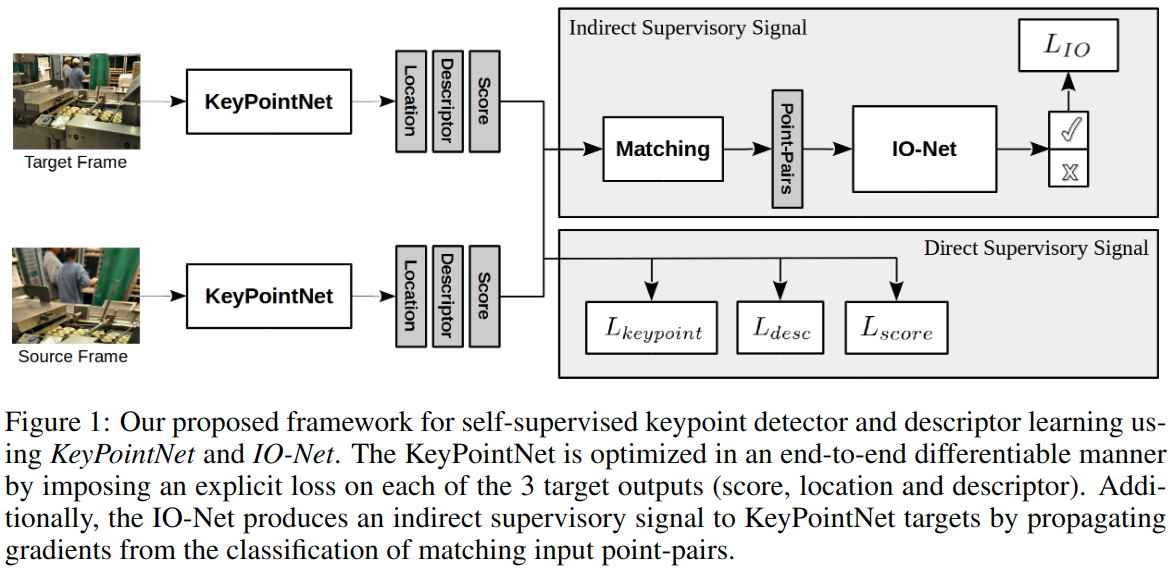 Indirect Supervisory Signal
L_{IO}
KeyPointNet
Location
Descriptor
Score
Matching
Point-Pairs
IO-Net
✓
X
Target Frame
Direct Supervisory Signal
KeyPointNet
Location
Descriptor
Score
L_{keypoint}
L_{desc}
L_{score}
Source Frame
Figure 1: Our proposed framework for self-supervised keypoint detector and descriptor learning us-
ing KeyPointNet and IO-Net. The KeyPointNet is optimized in an end-to-end differentiable manner
by imposing an explicit loss on each of the 3 target outputs (score, location and descriptor). Addi-
tionally, the IO-Net produces an indirect supervisory signal to KeyPointNet targets by propagating
gradients from the classification of matching input point-pairs.